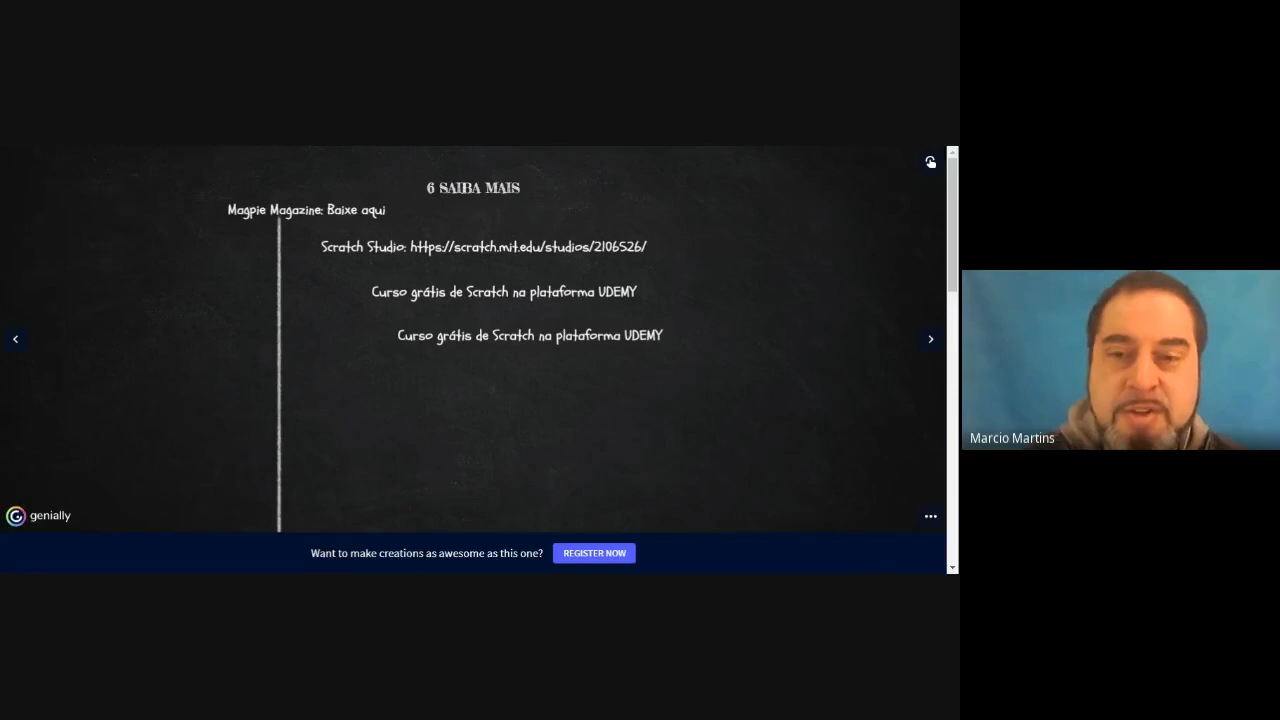 6 SAIBA MAIS
Magpie Magazine: Baixe aqui
Scratch Studio: https://scratch.mit.edu/studios/2106526/
Curso grátis de Scratch na plataforma UDEMY
Curso grátis de Scratch na plataforma UDEMY
Marcio Martins
genially
Want to make creations as awesome as this one? REGISTER NOW